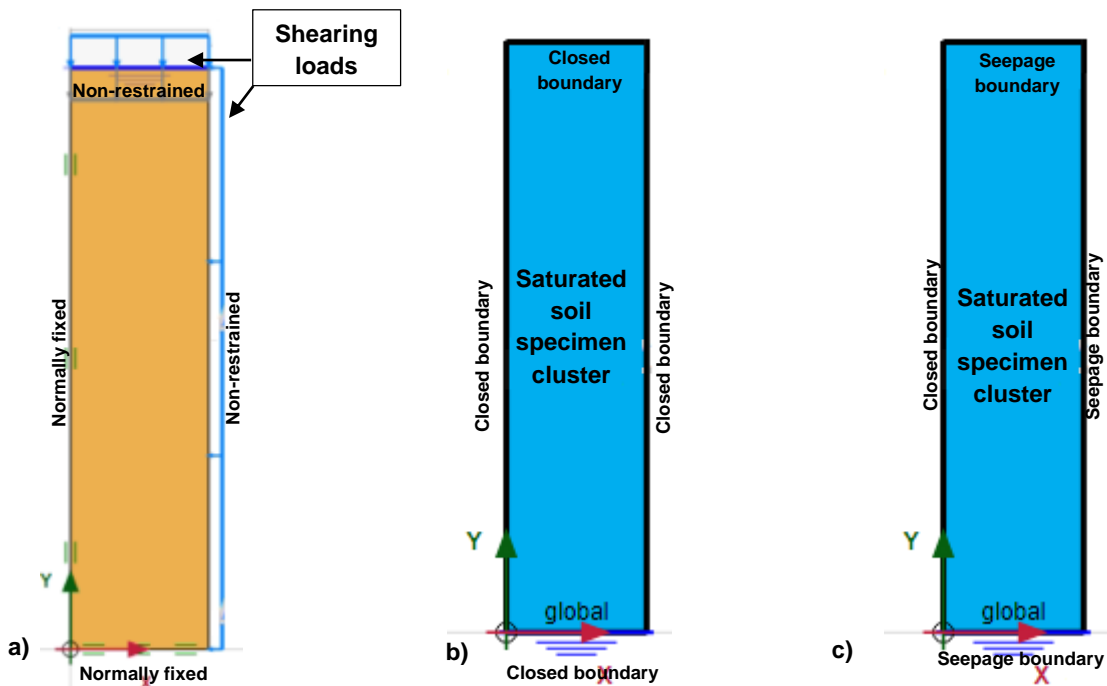 Shearing
loads
Non-restrained
Normally fixed
Non-restrained
Y
X
a)
Normally fixed
Closed
boundary
Closed boundary
Saturated
soil
specimen
cluster
Closed boundary
Y
global
X
b)
Closed boundary
Seepage
boundary
Closed boundary
Saturated
soil
specimen
cluster
Seepage boundary
Y
global
X
c)
Seepage boundary